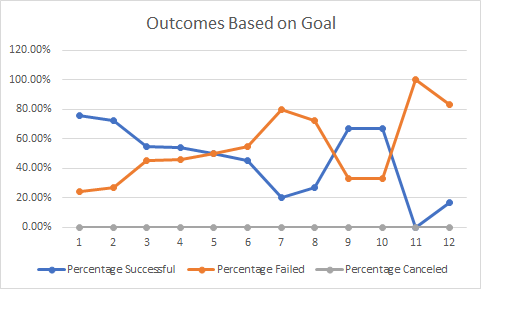 Outcomes Based on Goal
120.00%
100.00%
80.00%
60.00%
40.00%
20.00%
0.00%
1 2 3 4 5 6 7 8 9 10 11 12
Percentage Successful Percentage Failed Percentage Canceled